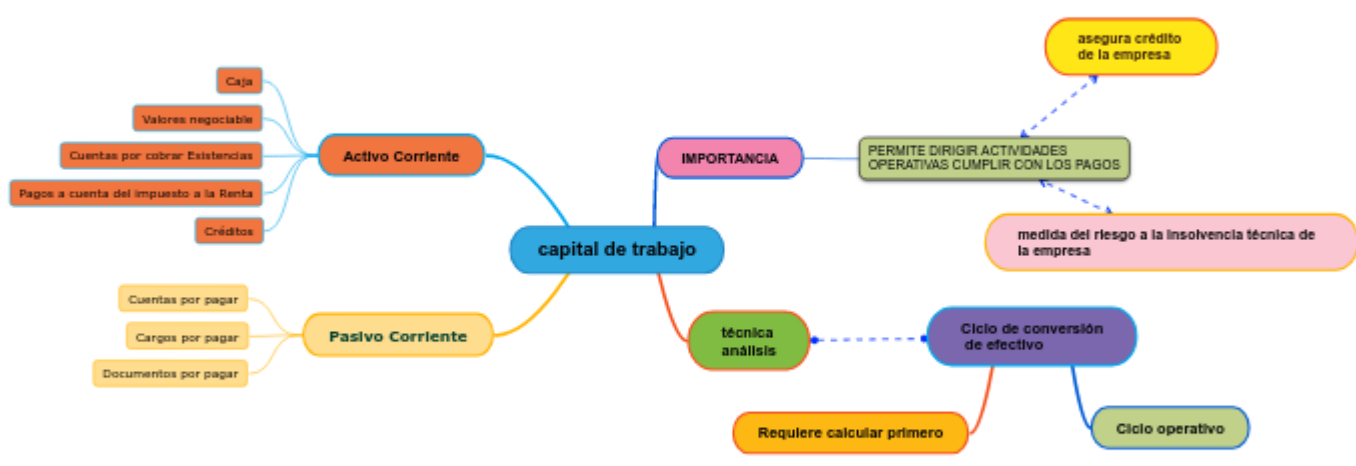 asegura crédito
de la empresa
Caja
Valores negociable
Cuentas por cobrar Existencias
Pagos a cuenta del impuesto a la Renta
Créditos
Activo Corriente
IMPORTANCIA
PERMITE DIRIGIR ACTIVIDADES
OPERATIVAS CUMPLIR CON LOS PAGOS
medida del riesgo a la insolvencia técnica de
la empresa
capital de trabajo
Cuentas por pagar
Cargos por pagar
Documentos por pagar
Pasivo Corriente
técnica
análisis
Ciclo de conversión
de efectivo
Requiere calcular primero
Ciclo operativo